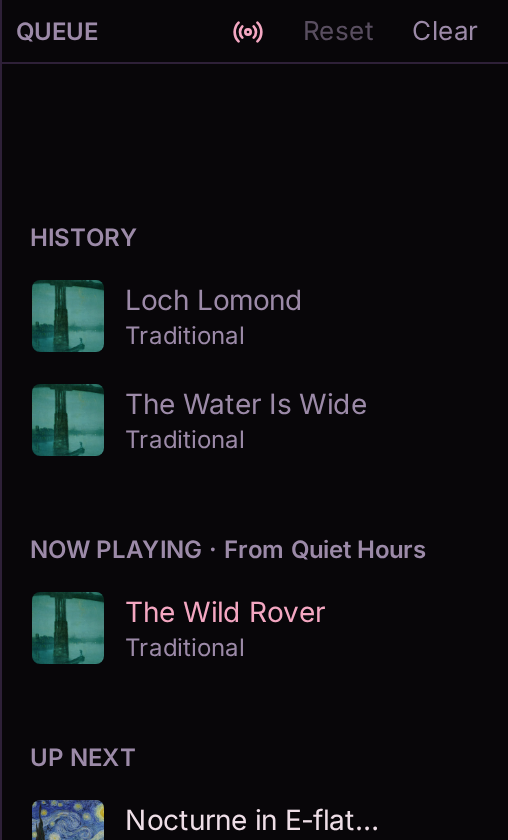 QUEUE Reset Clear
HISTORY
Loch Lomond
Traditional
The Water Is Wide
Traditional
NOW PLAYING · From Quiet Hours
The Wild Rover
Traditional
UP NEXT
Nocturne in E-flat...